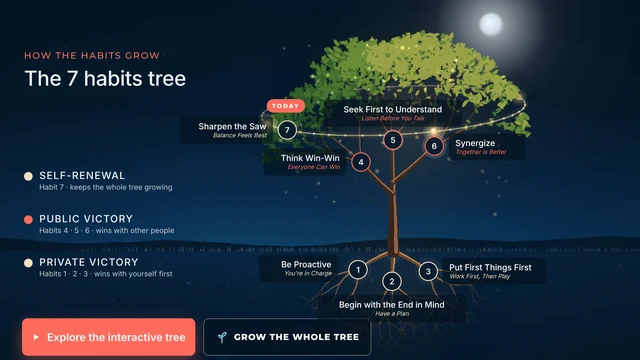 HOW THE HABITS GROW
The 7 habits tree
TODAY
Seek First to Understand
Listen Before You Talk
Sharpen the Saw
Balance Feels Best
7
5
6
Synergize
Together Is Better
Think Win-Win
Everyone Can Win
4
SELF-RENEWAL
Habit 7 · keeps the whole tree growing
PUBLIC VICTORY
Habits 4 · 5 · 6 · wins with other people
PRIVATE VICTORY
Habits 1 · 2 · 3 · wins with yourself first
Be Proactive
You're in Charge
1
2
3
Put First Things First
Work First, Then Play
Begin with the End in Mind
Have a Plan
Explore the interactive tree
GROW THE WHOLE TREE